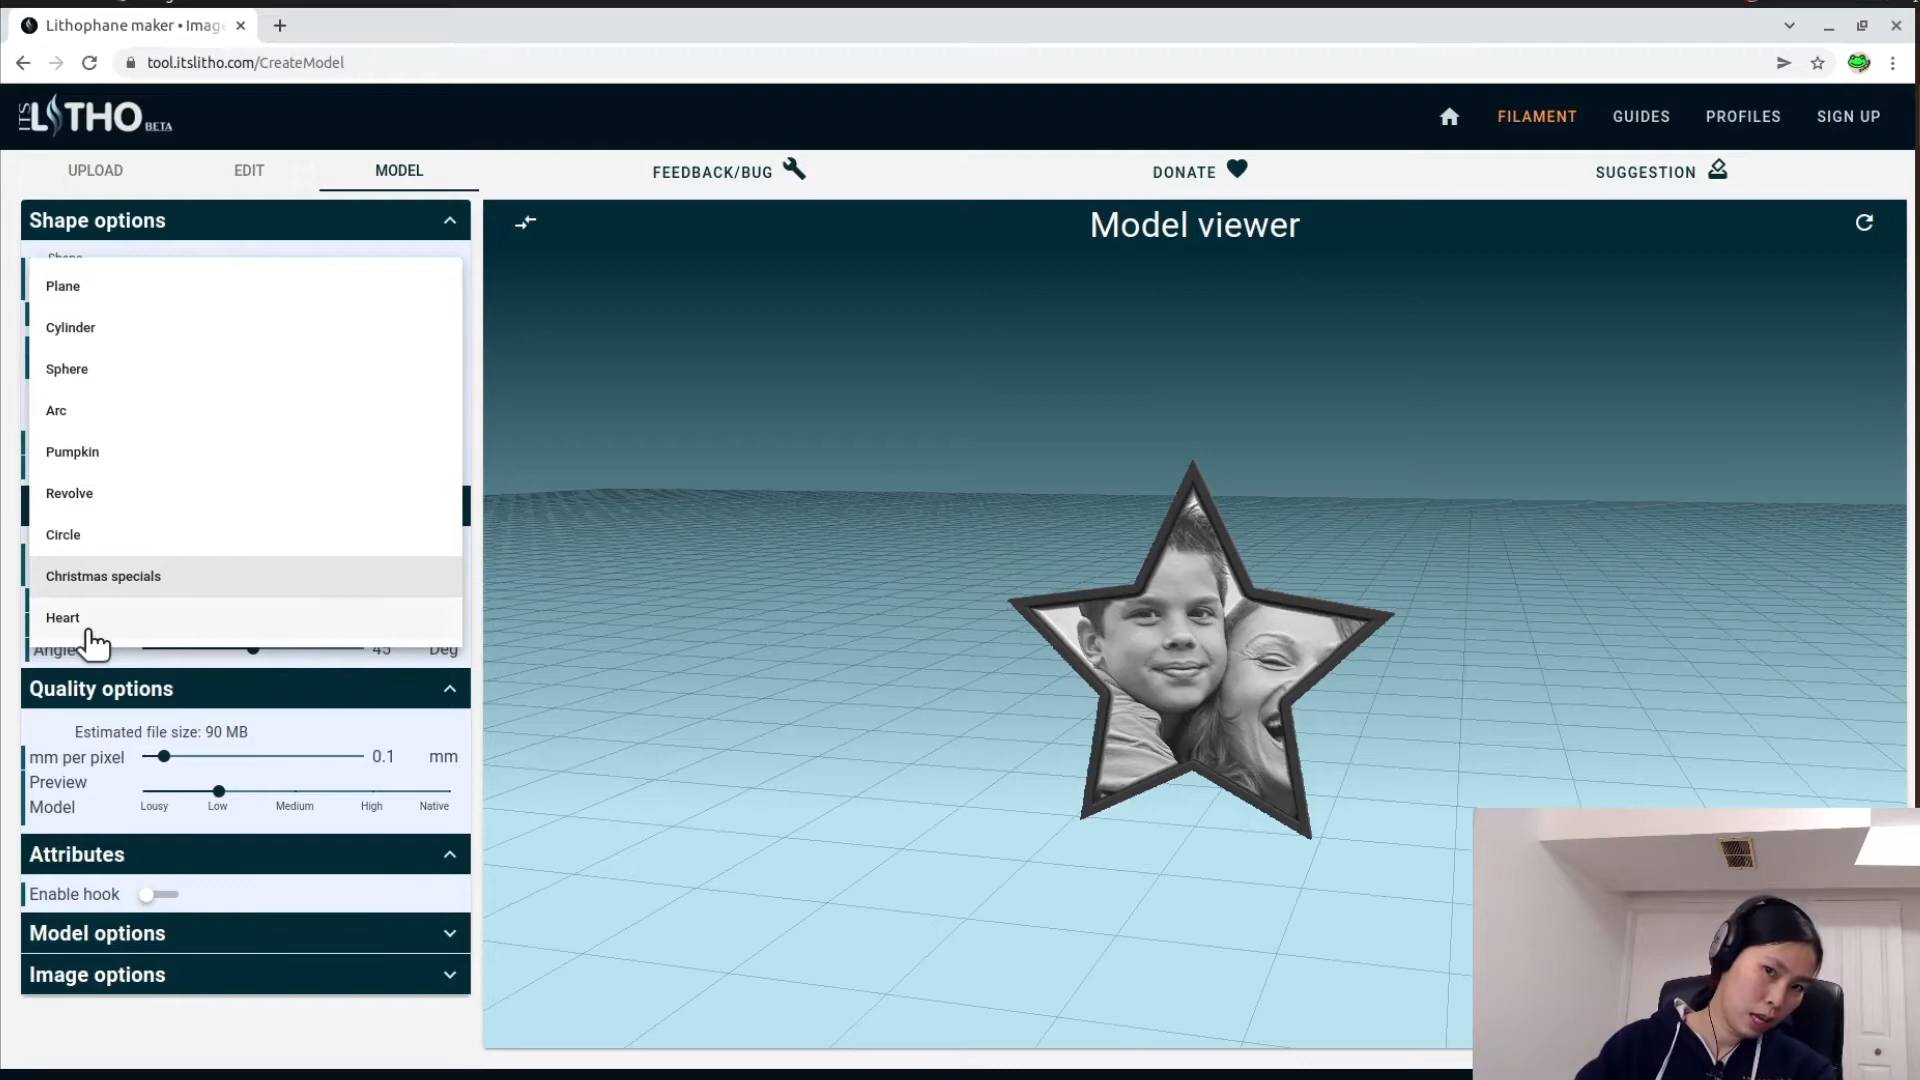 Lithophane maker • Imag
tool.itslitho.com/CreateModel
ITS LITHO BETA
FILAMENT
GUIDES
PROFILES
SIGN UP
UPLOAD
EDIT
MODEL
FEEDBACK/BUG
DONATE
SUGGESTION
Shape options
Shape
Plane
Cylinder
Sphere
Arc
Pumpkin
Revolve
Circle
Christmas specials
Heart
Angle 45 Deg
Quality options
Estimated file size: 90 MB
mm per pixel 0.1 mm
Preview
Model
Lousy Low Medium High Native
Attributes
Enable hook
Model options
Image options
Model viewer